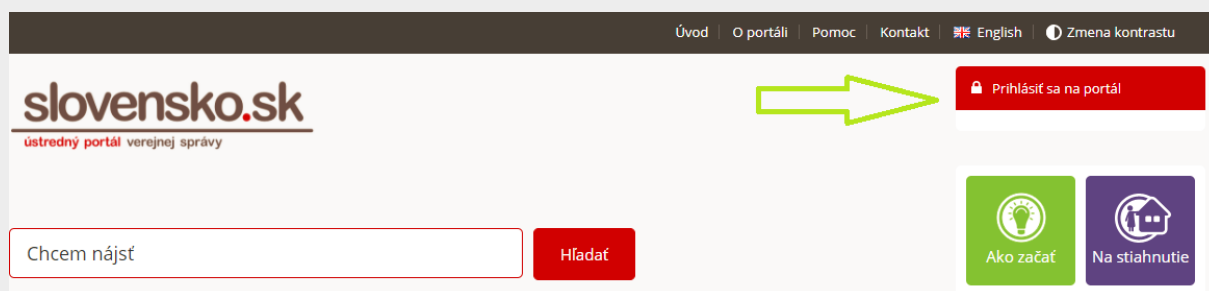 Úvod O portáli Pomoc Kontakt English Zmena kontrastu
slovensko.sk
ústredný portál verejnej správy
Prihlásiť sa na portál
Chcem nájsť
Hľadať
Ako začať
Na stiahnutie